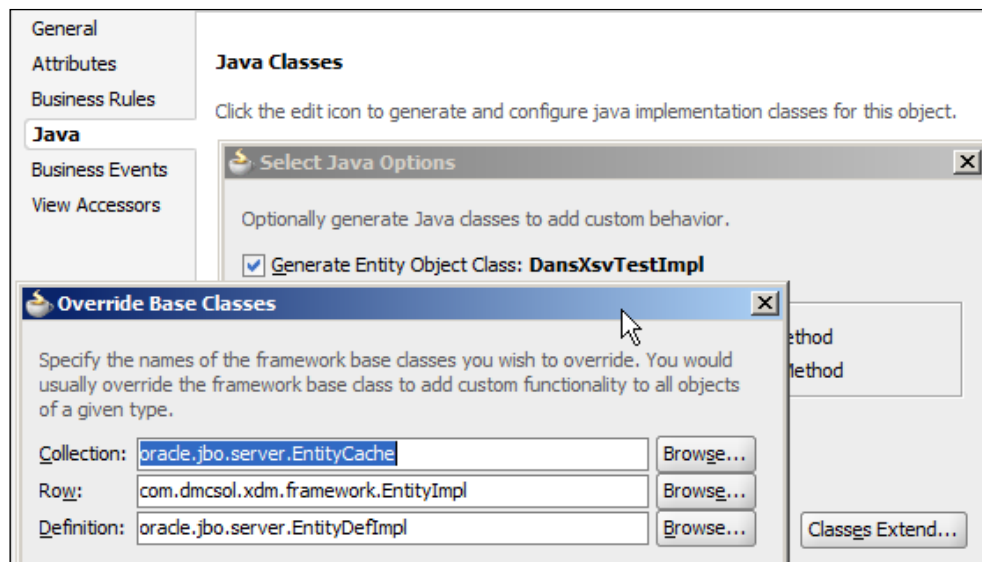 General
Attributes
Business Rules
Java
Business Events
View Accessors
Java Classes
Click the edit icon to generate and configure java implementation classes for this object.
Select Java Options
Optionally generate Java classes to add custom behavior.
Generate Entity Object Class: DansXsvTestImpl
ethod
Method
Override Base Classes
Specify the names of the framework base classes you wish to override. You would
usually override the framework base class to add custom functionality to all objects
of a given type.
Collection: oracle.jbo.server.EntityCache Browse...
Row: com.dmcsol.xdm.framework.EntityImpl Browse...
Definition: oracle.jbo.server.EntityDefImpl Browse...
Classes Extend...